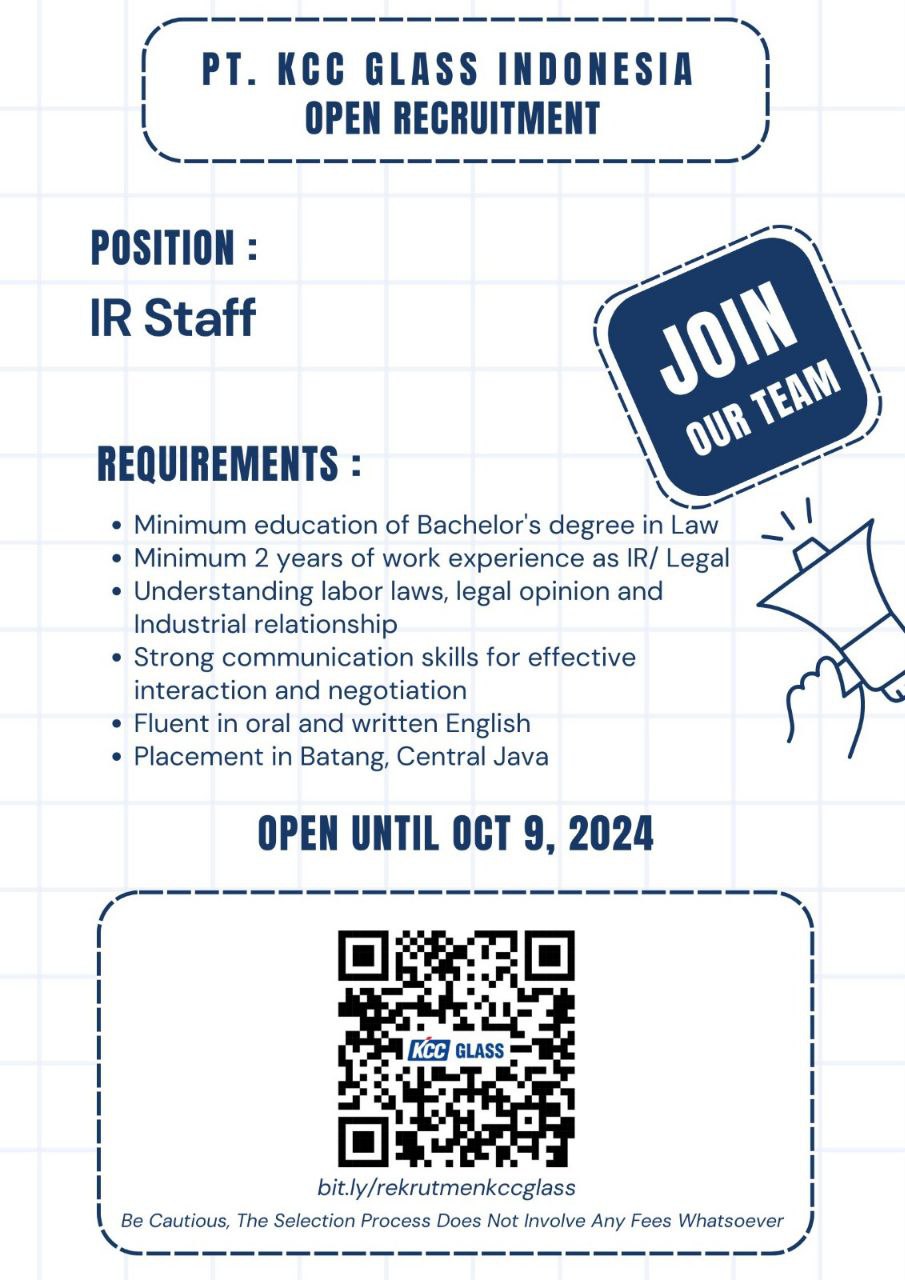 PT. KCC GLASS INDONESIA
OPEN RECRUITMENT
POSITION :
IR Staff
JOIN
OUR TEAM
REQUIREMENTS :
• Minimum education of Bachelor's degree in Law
• Minimum 2 years of work experience as IR/ Legal
• Understanding labor laws, legal opinion and
Industrial relationship
• Strong communication skills for effective
interaction and negotiation
• Fluent in oral and written English
• Placement in Batang, Central Java
OPEN UNTIL OCT 9, 2024
KCC GLASS
bit.ly/rekrutmenkccglass
Be Cautious, The Selection Process Does Not Involve Any Fees Whatsoever